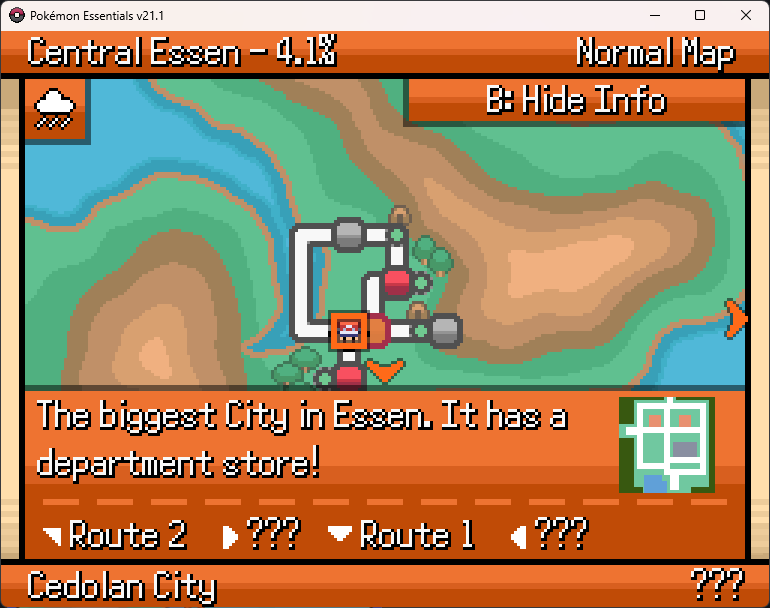 Pokémon Essentials v21.1
Central Essen - 4.1% Normal Map
B: Hide Info
The biggest City in Essen. It has a
department store!
Route 2 ??? Route 1 ???
Cedolan City ???